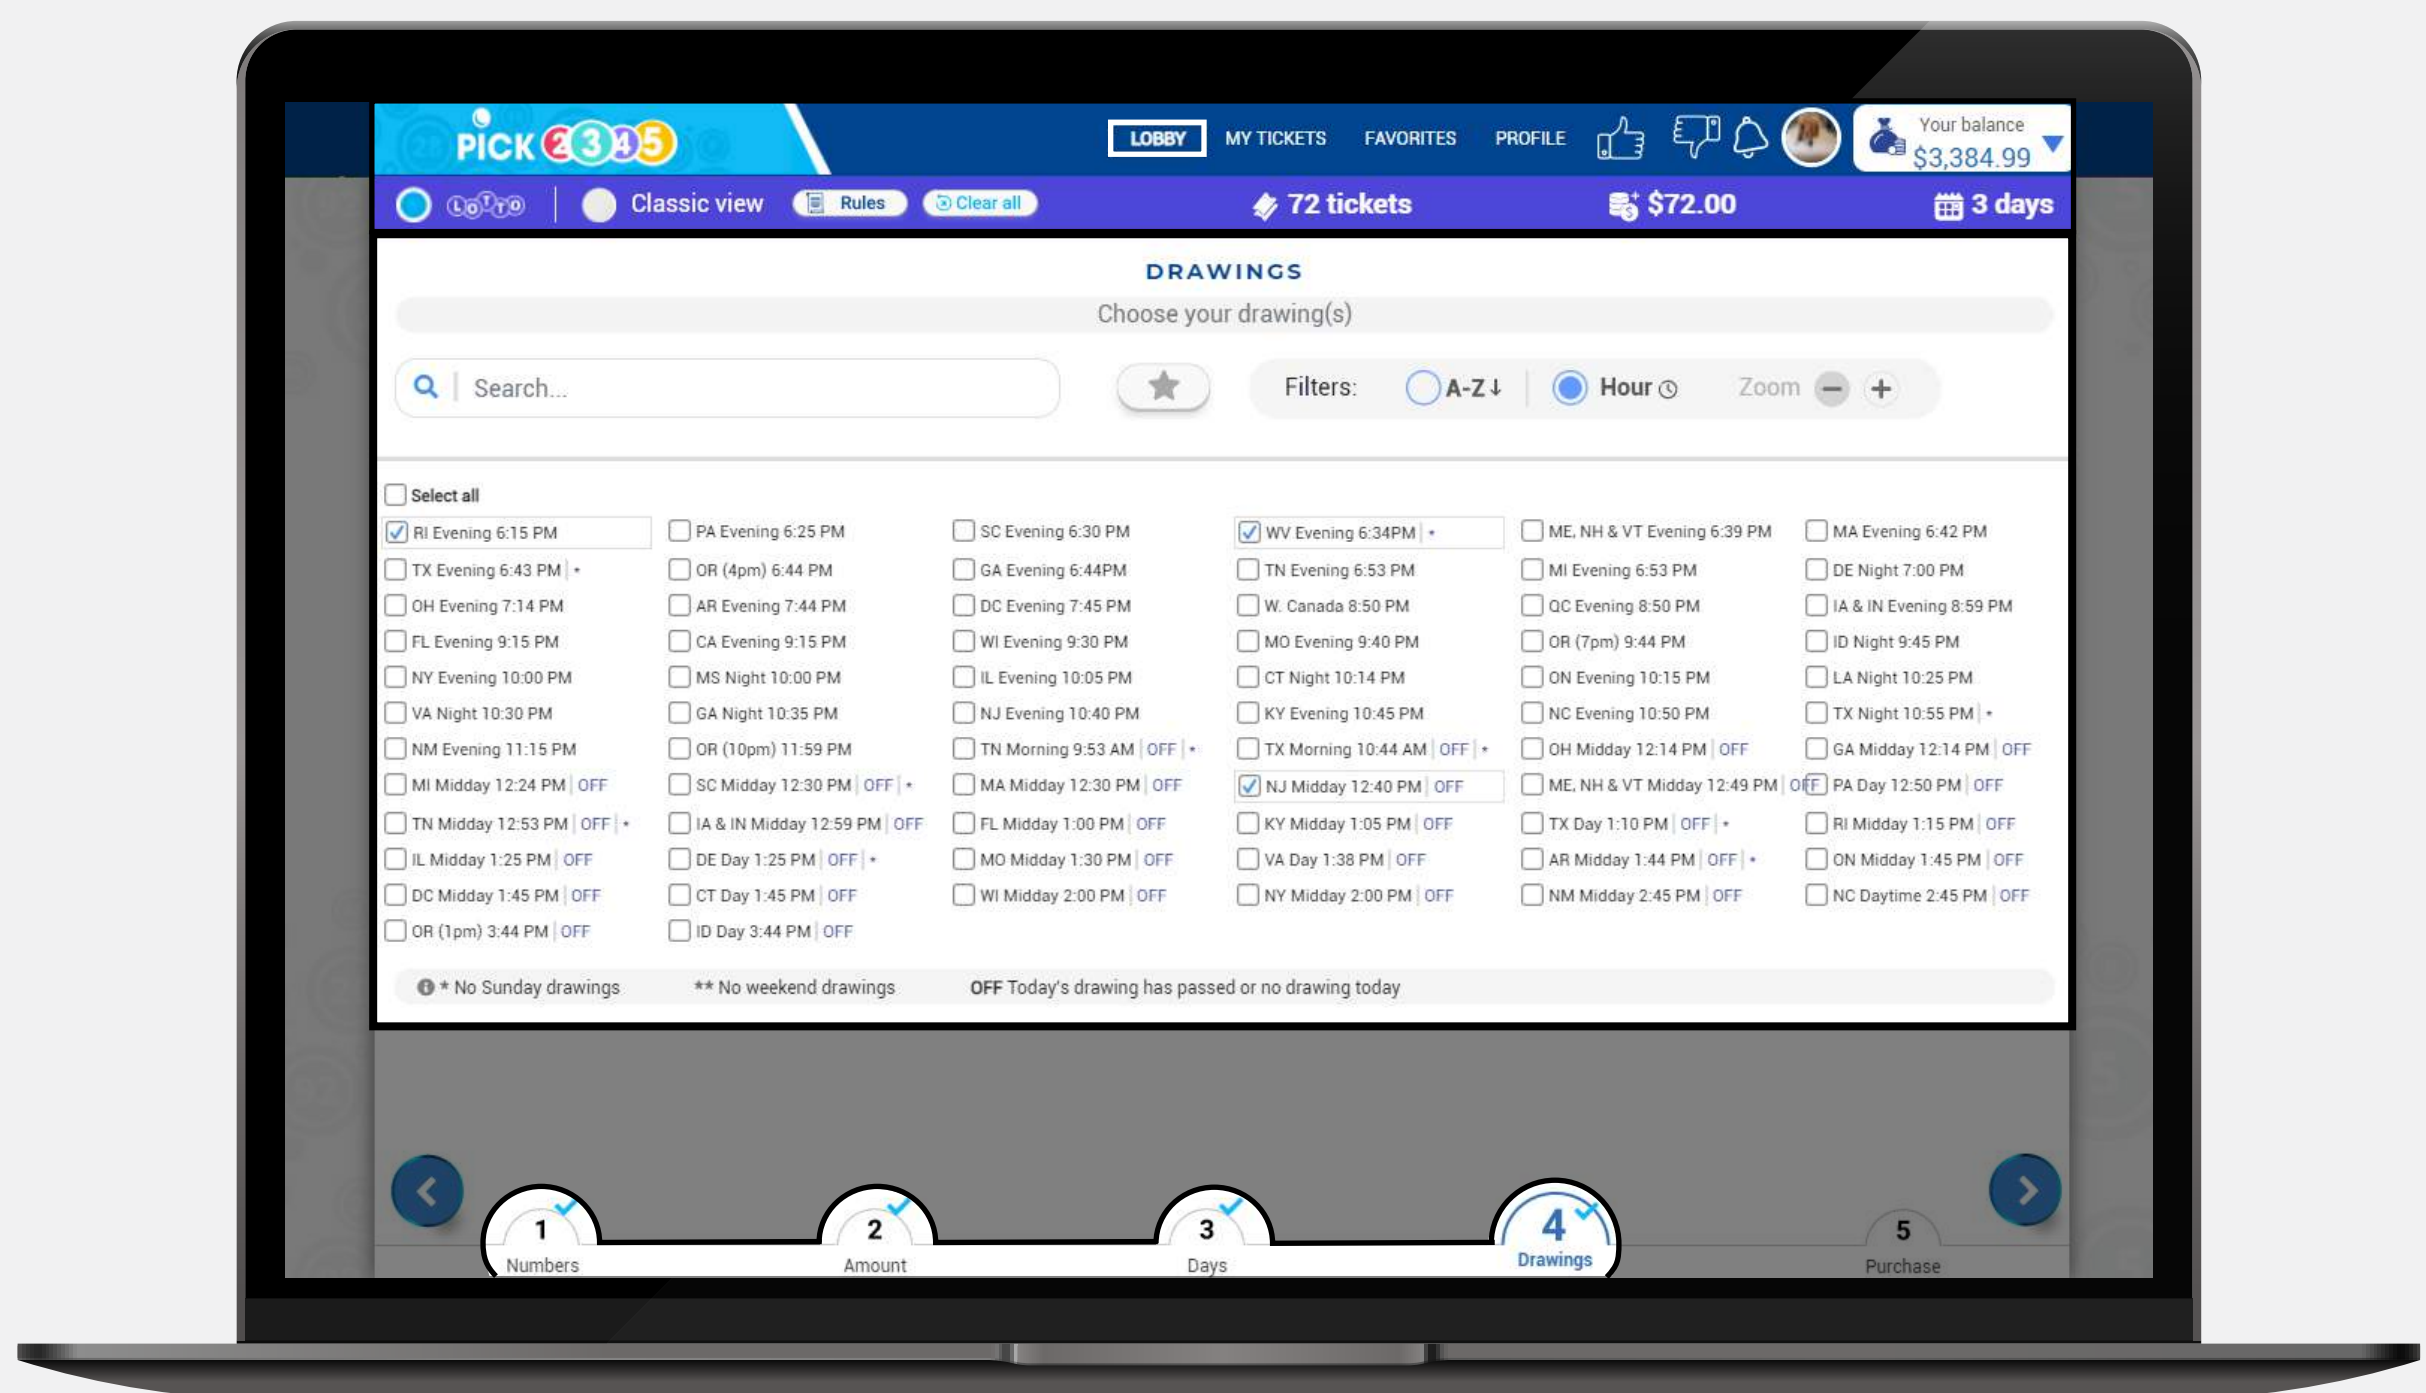 PICK 2345
LOBBY MY TICKETS FAVORITES PROFILE Your balance
$3,384.99
LOTTO Classic view Rules Clear all 72 tickets $72.00 3 days
DRAWINGS
Choose your drawing(s)
Search... Filters: A-Z Hour Zoom
Select all
RI Evening 6:15 PM PA Evening 6:25 PM SC Evening 6:30 PM WV Evening 6:34PM * ME, NH & VT Evening 6:39 PM MA Evening 6:42 PM
TX Evening 6:43 PM * OR (4pm) 6:44 PM GA Evening 6:44PM TN Evening 6:53 PM MI Evening 6:53 PM DE Night 7:00 PM
OH Evening 7:14 PM AR Evening 7:44 PM DC Evening 7:45 PM W. Canada 8:50 PM QC Evening 8:50 PM IA & IN Evening 8:59 PM
FL Evening 9:15 PM CA Evening 9:15 PM WI Evening 9:30 PM MO Evening 9:40 PM OR (7pm) 9:44 PM ID Night 9:45 PM
NY Evening 10:00 PM MS Night 10:00 PM IL Evening 10:05 PM CT Night 10:14 PM ON Evening 10:15 PM LA Night 10:25 PM
VA Night 10:30 PM GA Night 10:35 PM NJ Evening 10:40 PM KY Evening 10:45 PM NC Evening 10:50 PM TX Night 10:55 PM *
NM Evening 11:15 PM OR (10pm) 11:59 PM TN Morning 9:53 AM OFF * TX Morning 10:44 AM OFF * OH Midday 12:14 PM OFF GA Midday 12:14 PM OFF
MI Midday 12:24 PM OFF SC Midday 12:30 PM OFF * MA Midday 12:30 PM OFF NJ Midday 12:40 PM OFF ME, NH & VT Midday 12:49 PM OFF PA Day 12:50 PM OFF
TN Midday 12:53 PM OFF * IA & IN Midday 12:59 PM OFF FL Midday 1:00 PM OFF KY Midday 1:05 PM OFF TX Day 1:10 PM OFF * RI Midday 1:15 PM OFF
IL Midday 1:25 PM OFF DE Day 1:25 PM OFF * MO Midday 1:30 PM OFF VA Day 1:38 PM OFF AR Midday 1:44 PM OFF * ON Midday 1:45 PM OFF
DC Midday 1:45 PM OFF CT Day 1:45 PM OFF WI Midday 2:00 PM OFF NY Midday 2:00 PM OFF NM Midday 2:45 PM OFF NC Daytime 2:45 PM OFF
OR (1pm) 3:44 PM OFF ID Day 3:44 PM OFF
* No Sunday drawings ** No weekend drawings OFF Today's drawing has passed or no drawing today
1 2 3 4 5
Numbers Amount Days Drawings Purchase